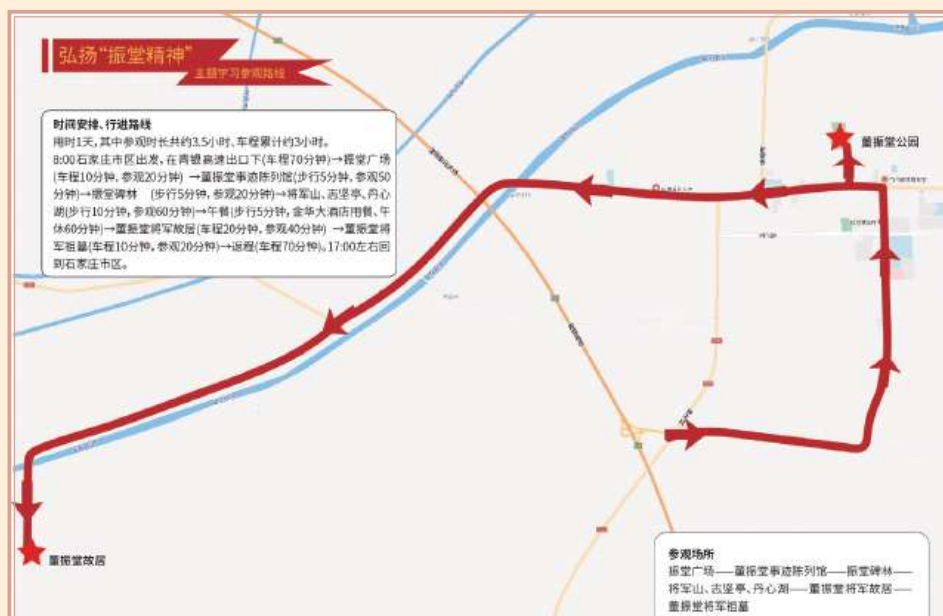 弘扬“振堂精神”
主题学习参观路线
时间安排、行进路线
用时1天，其中参观时长共约3.5小时、车程累计约3小时。
8:00石家庄市区出发，在青银高速出口下(车程70分钟)→振堂广场
(车程10分钟，参观20分钟) →董振堂事迹陈列馆(步行5分钟，参观50
分钟)→振堂碑林 (步行5分钟，参观20分钟)→将军山、志坚亭、丹心
湖(步行10分钟，参观60分钟)→午餐(步行5分钟，金华大酒店用餐、午
休60分钟)→董振堂将军故居(车程20分钟，参观40分钟) →董振堂将
军祖墓(车程10分钟，参观20分钟)→返程(车程70分钟)。17:00左右回
到石家庄市区。
董振堂公园
董振堂故居
参观场所
振堂广场——董振堂事迹陈列馆——振堂碑林——
将军山、志坚亭、丹心湖——董振堂将军故居——
董振堂将军祖墓